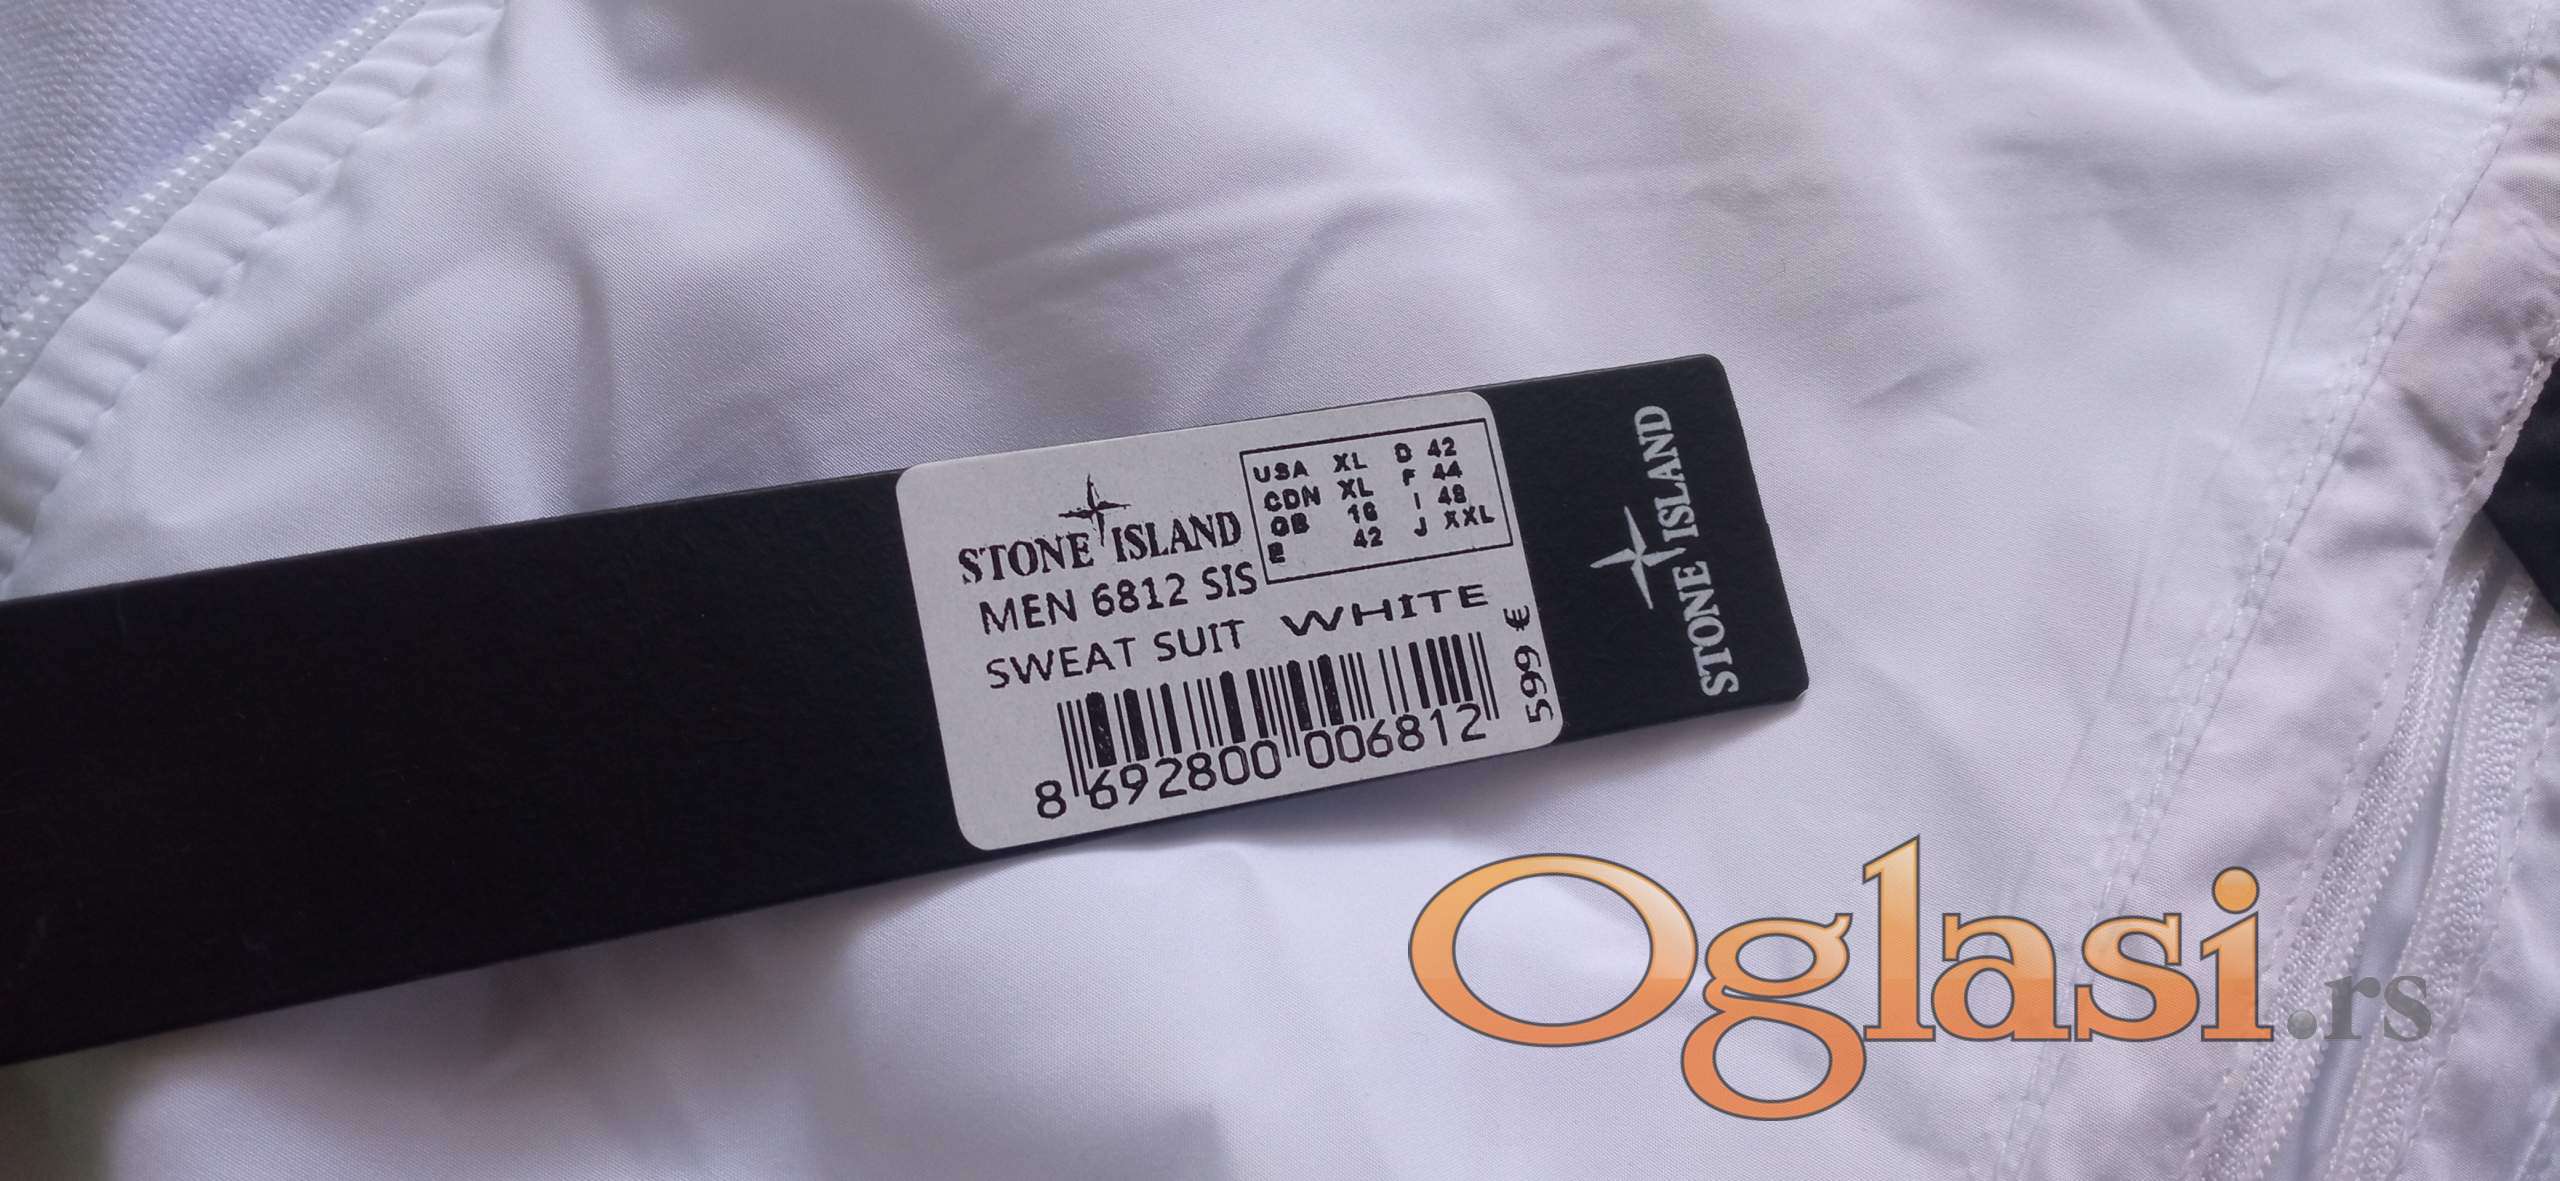 STONE ISLAND
MEN 6812 SIS
SWEAT SUIT WHITE
USA XL D 42
CDN XL F 44
GB 16 I 48
E 42 J XXL
599 €
8 692800 006812
STONE ISLAND
Oglasi.rs